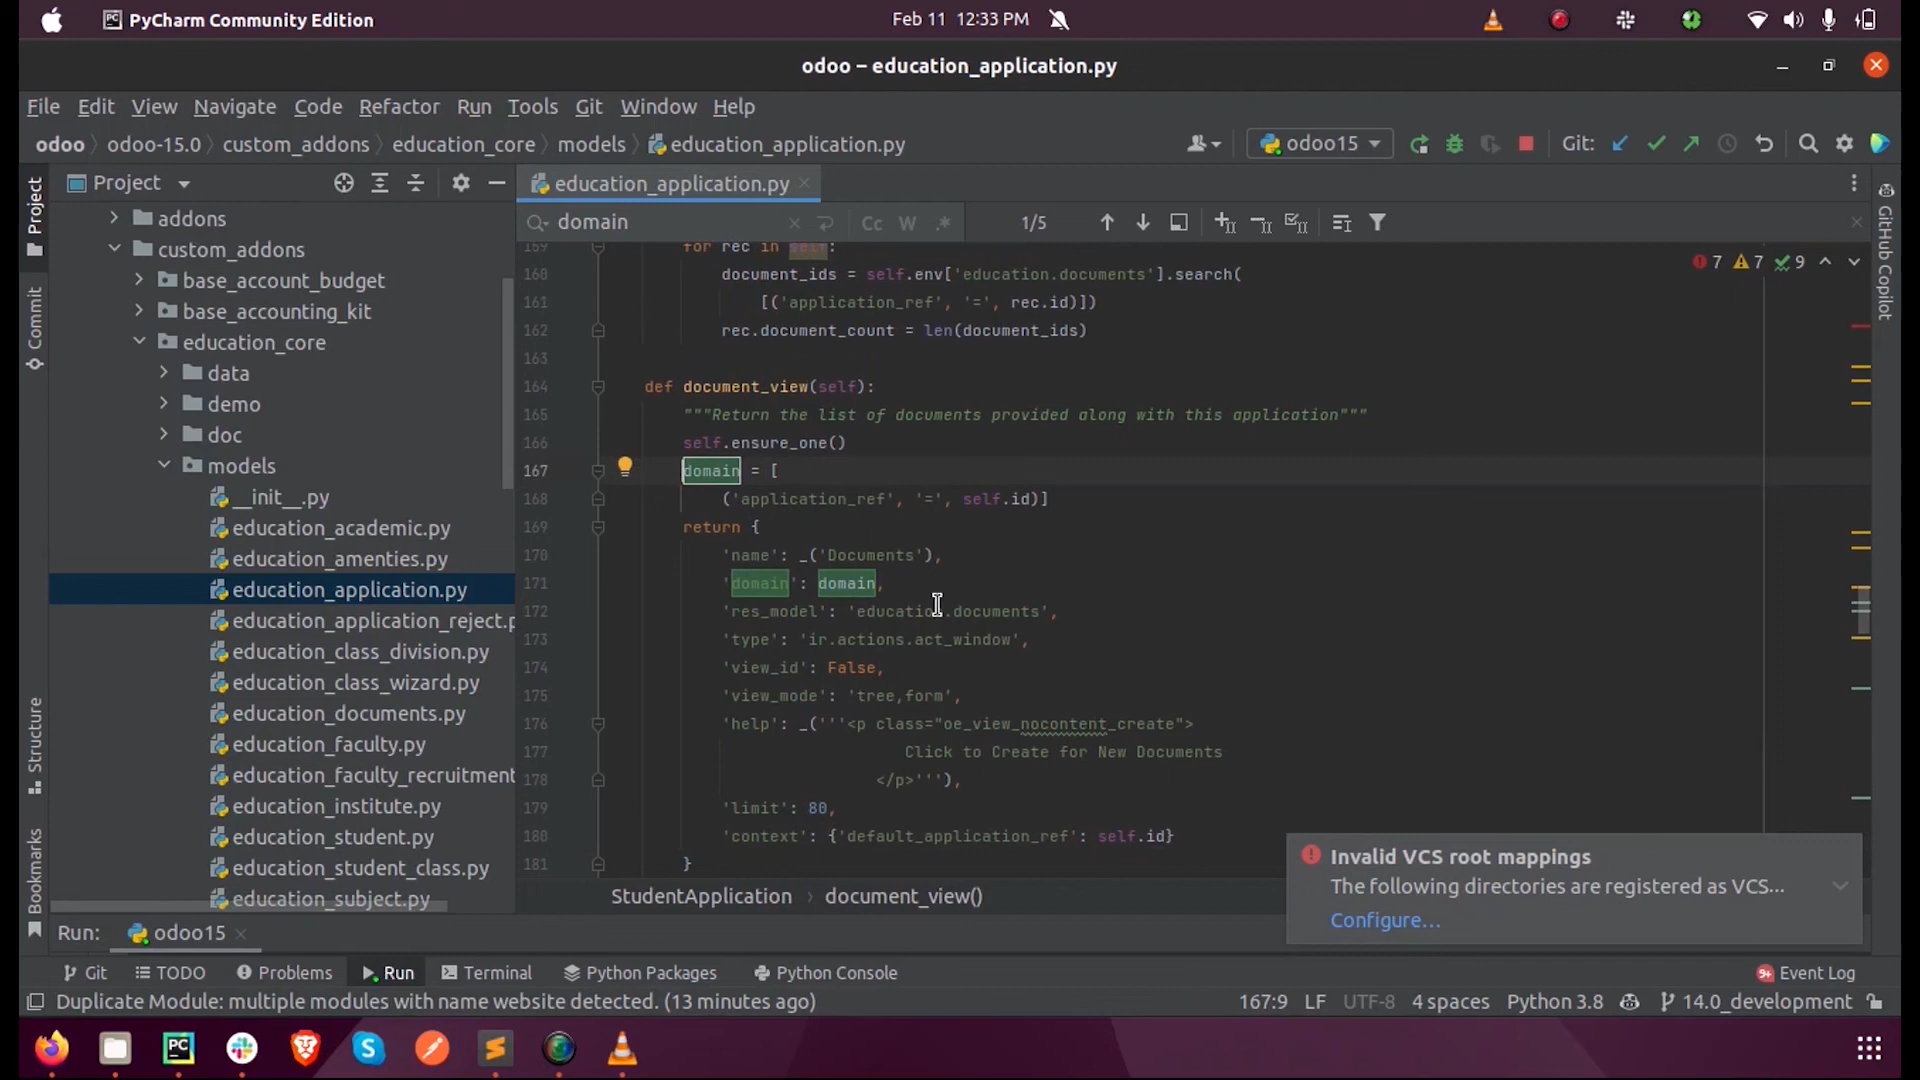 PyCharm Community Edition
Feb 11 12:33 PM
odoo – education_application.py
File Edit View Navigate Code Refactor Run Tools Git Window Help
odoo odoo-15.0 custom_addons education_core models education_application.py
odoo15
Git:
Project
education_application.py
domain
Cc W .*
1/5
Project
Commit
Structure
Bookmarks
addons
custom_addons
base_account_budget
base_accounting_kit
education_core
data
demo
doc
models
__init__.py
education_academic.py
education_amenties.py
education_application.py
education_application_reject.p
education_class_division.py
education_class_wizard.py
education_documents.py
education_faculty.py
education_faculty_recruitment
education_institute.py
education_student.py
education_student_class.py
education_subject.py
7 7 9
GitHub Copilot
159 for rec in self:
160 document_ids = self.env['education.documents'].search(
161 [('application_ref', '=', rec.id)])
162 rec.document_count = len(document_ids)
163
164 def document_view(self):
165 """Return the list of documents provided along with this application"""
166 self.ensure_one()
167 domain = [
168 ('application_ref', '=', self.id)]
169 return {
170 'name': _('Documents'),
171 'domain': domain,
172 'res_model': 'education.documents',
173 'type': 'ir.actions.act_window',
174 'view_id': False,
175 'view_mode': 'tree,form',
176 'help': _('''<p class="oe_view_nocontent_create">
177 Click to Create for New Documents
178 </p>'''),
179 'limit': 80,
180 'context': {'default_application_ref': self.id}
181 }
StudentApplication document_view()
Invalid VCS root mappings
The following directories are registered as VCS...
Configure...
Run: odoo15
Git TODO Problems Run Terminal Python Packages Python Console
9+ Event Log
Duplicate Module: multiple modules with name website detected. (13 minutes ago)
167:9 LF UTF-8 4 spaces Python 3.8 14.0_development
PC